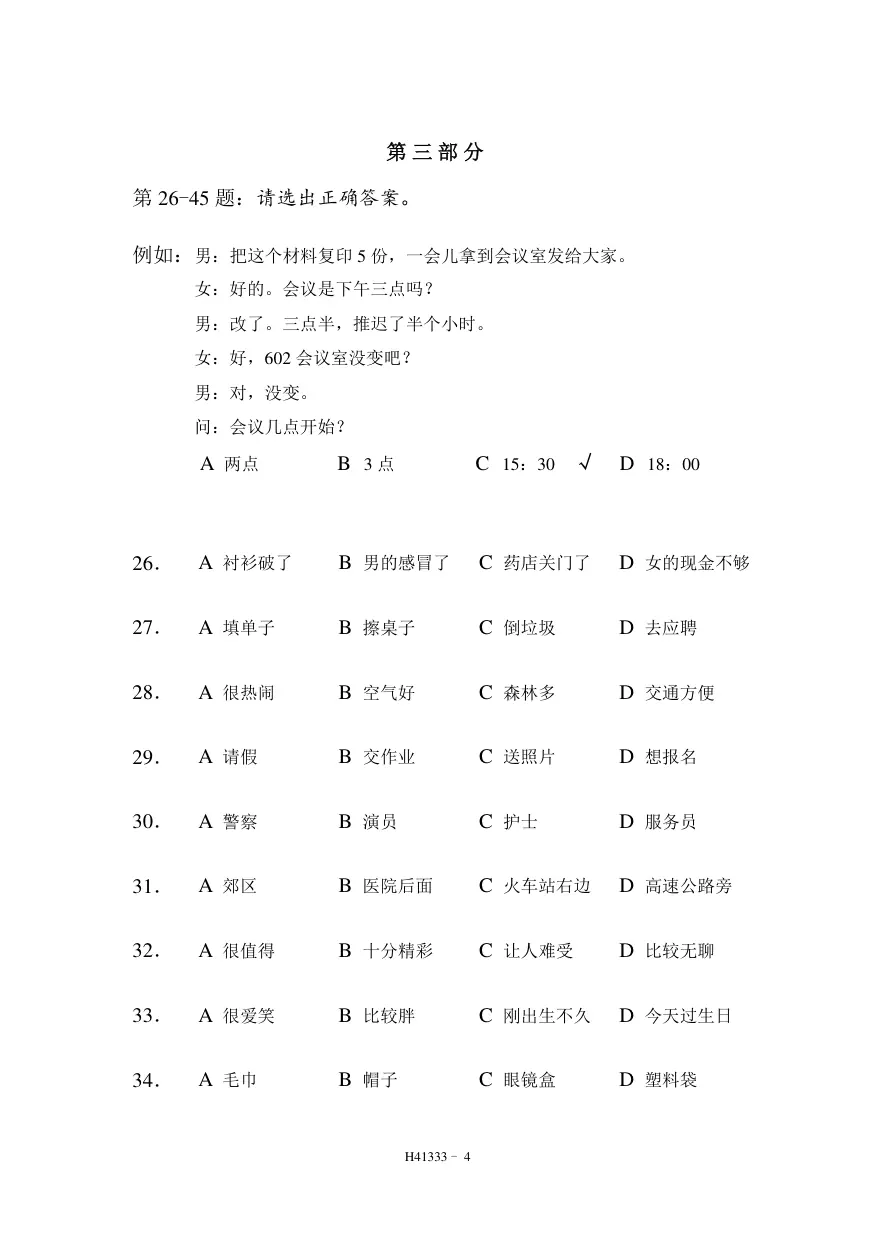 第三部分
第 26-45 题：请选出正确答案。
例如：男：把这个材料复印 5 份，一会儿拿到会议室发给大家。
女：好的。会议是下午三点吗？
男：改了。三点半，推迟了半个小时。
女：好，602 会议室没变吧？
男：对，没变。
问：会议几点开始？
A 两点 B 3 点 C 15：30 √ D 18：00
26． A 衬衫破了 B 男的感冒了 C 药店关门了 D 女的现金不够
27． A 填单子 B 擦桌子 C 倒垃圾 D 去应聘
28． A 很热闹 B 空气好 C 森林多 D 交通方便
29． A 请假 B 交作业 C 送照片 D 想报名
30． A 警察 B 演员 C 护士 D 服务员
31． A 郊区 B 医院后面 C 火车站右边 D 高速公路旁
32． A 很值得 B 十分精彩 C 让人难受 D 比较无聊
33． A 很爱笑 B 比较胖 C 刚出生不久 D 今天过生日
34． A 毛巾 B 帽子 C 眼镜盒 D 塑料袋
H41333 - 4